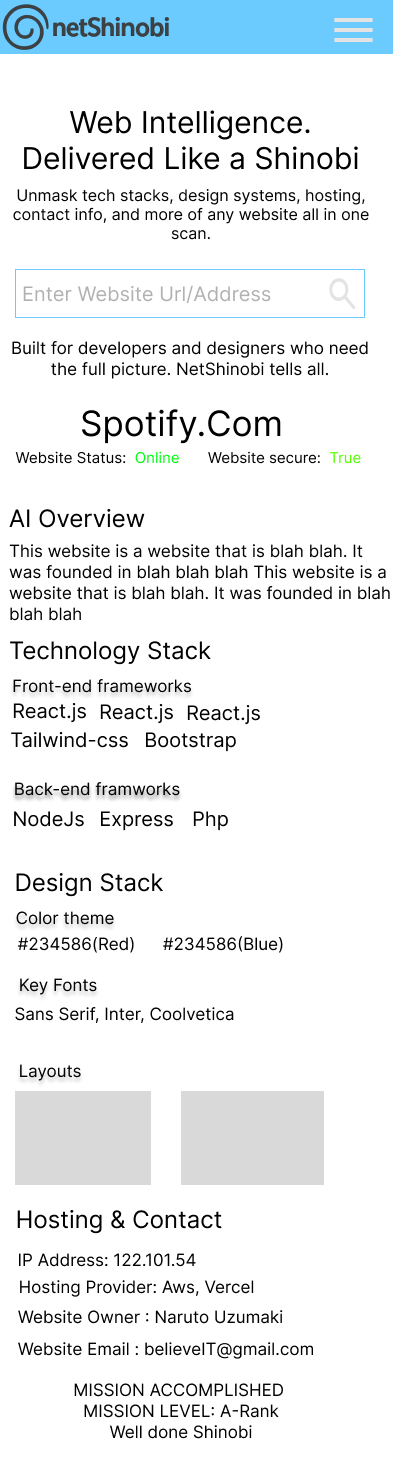 netShinobi
Web Intelligence.
Delivered Like a Shinobi
Unmask tech stacks, design systems, hosting,
contact info, and more of any website all in one
scan.
Enter Website Url/Address
Built for developers and designers who need
the full picture. NetShinobi tells all.
Spotify.Com
Website Status: Online Website secure: True
AI Overview
This website is a website that is blah blah. It
was founded in blah blah blah This website is a
website that is blah blah. It was founded in blah
blah blah
Technology Stack
Front-end frameworks
React.js React.js React.js
Tailwind-css Bootstrap
Back-end framworks
NodeJs Express Php
Design Stack
Color theme
#234586(Red) #234586(Blue)
Key Fonts
Sans Serif, Inter, Coolvetica
Layouts
Hosting & Contact
IP Address: 122.101.54
Hosting Provider: Aws, Vercel
Website Owner : Naruto Uzumaki
Website Email : believeIT@gmail.com
MISSION ACCOMPLISHED
MISSION LEVEL: A-Rank
Well done Shinobi